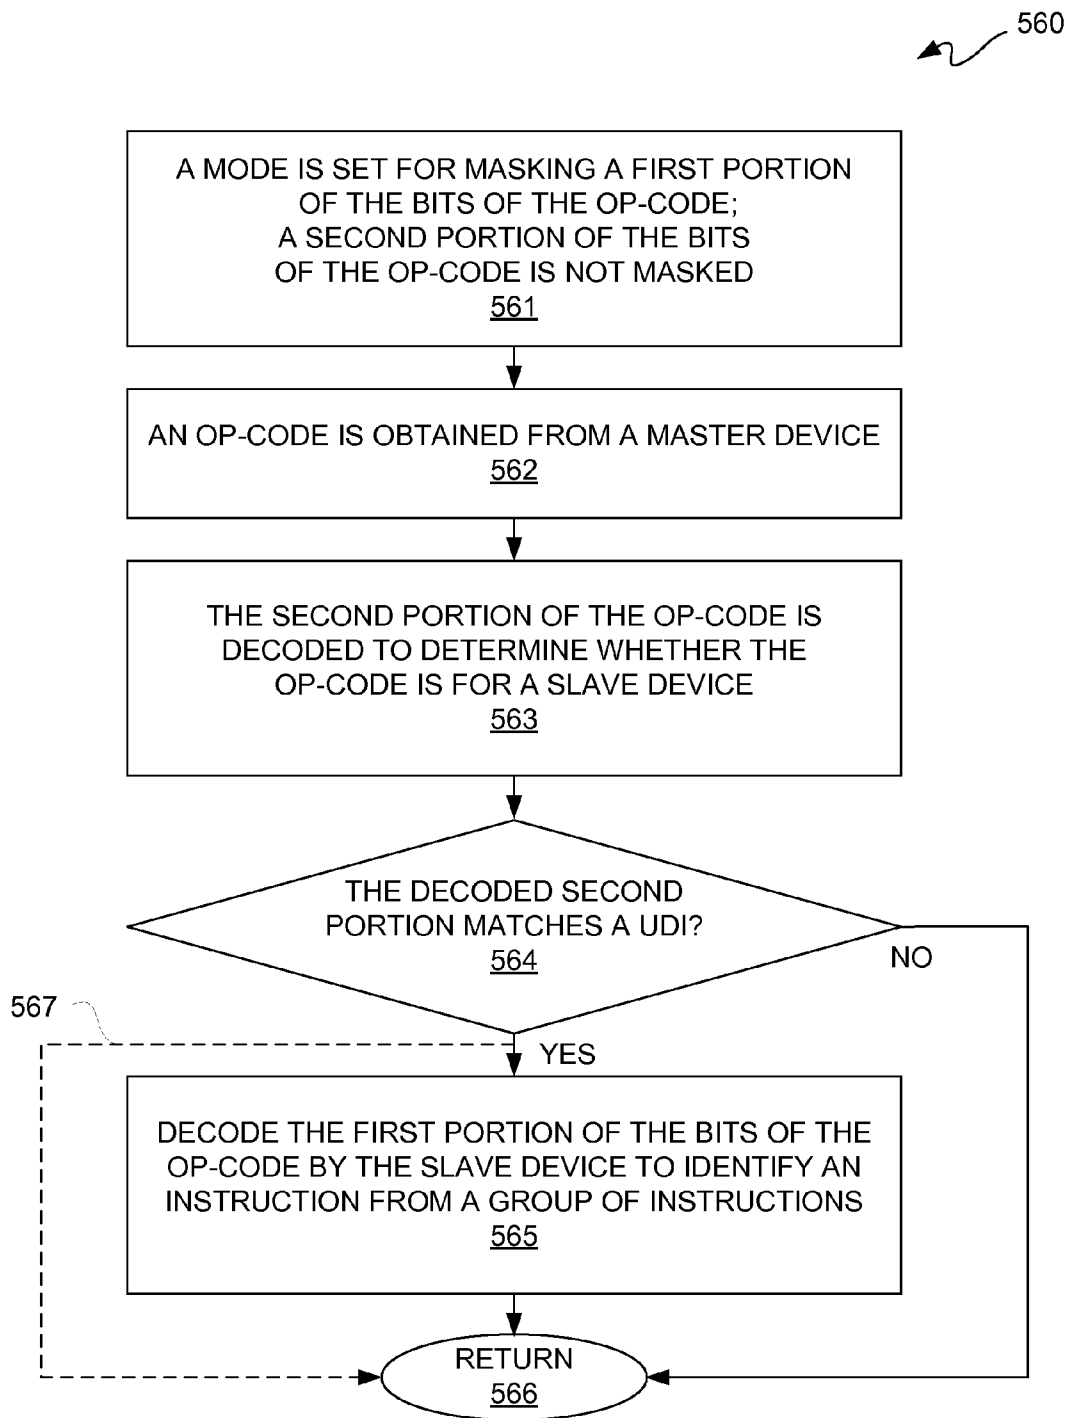 560
A MODE IS SET FOR MASKING A FIRST PORTION
OF THE BITS OF THE OP-CODE;
A SECOND PORTION OF THE BITS
OF THE OP-CODE IS NOT MASKED
561
AN OP-CODE IS OBTAINED FROM A MASTER DEVICE
562
THE SECOND PORTION OF THE OP-CODE IS
DECODED TO DETERMINE WHETHER THE
OP-CODE IS FOR A SLAVE DEVICE
563
THE DECODED SECOND
PORTION MATCHES A UDI?
564
NO
567
YES
DECODE THE FIRST PORTION OF THE BITS OF THE
OP-CODE BY THE SLAVE DEVICE TO IDENTIFY AN
INSTRUCTION FROM A GROUP OF INSTRUCTIONS
565
RETURN
566